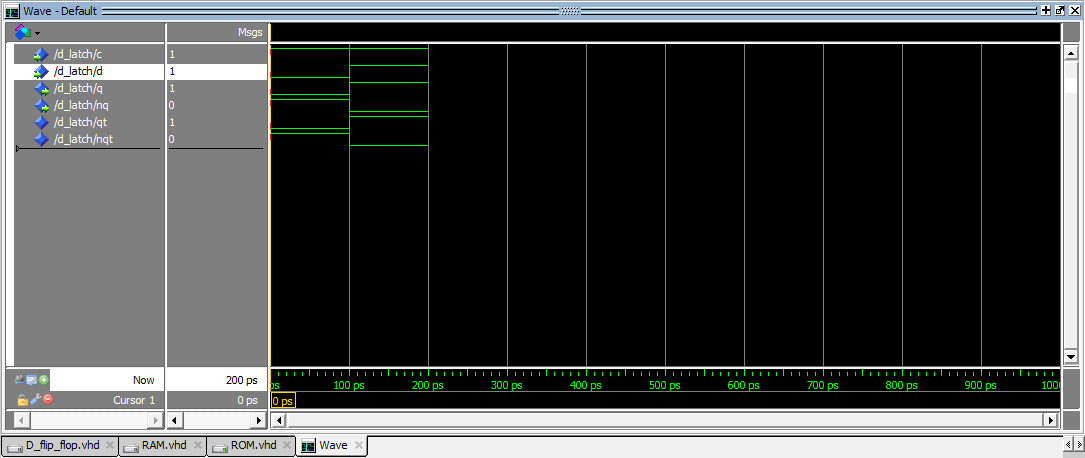 Wave - Default
Msgs
/d_latch/c 1
/d_latch/d 1
/d_latch/q 1
/d_latch/nq 0
/d_latch/qt 1
/d_latch/nqt 0
Now 200 ps ps 100 ps 200 ps 300 ps 400 ps 500 ps 600 ps 700 ps 800 ps 900 ps 1000
Cursor 1 0 ps 0 ps
D_flip_flop.vhd RAM.vhd ROM.vhd Wave